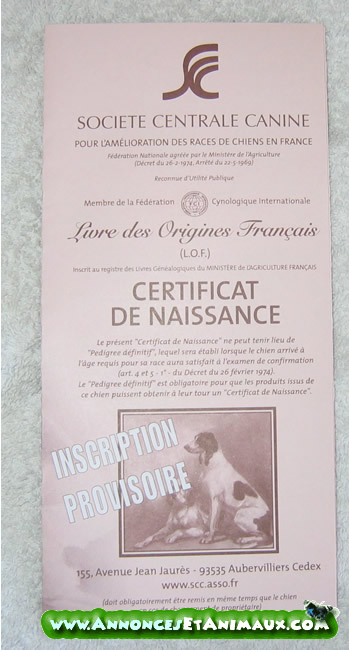 SCC
SOCIETE CENTRALE CANINE
POUR L'AMÉLIORATION DES RACES DE CHIENS EN FRANCE
Fédération Nationale agréée par le Ministère de l'Agriculture
(Décret du 26-2-1974, Arrêté du 22-5-1969)
Reconnue d'Utilité Publique
Membre de la Fédération FCI Cynologique Internationale
Livre des Origines Français
(L.O.F.)
Inscrit au registre des Livres Généalogiques du MINISTÈRE de L'AGRICULTURE FRANÇAIS
CERTIFICAT
DE NAISSANCE
Le présent "Certificat de Naissance" ne peut tenir lieu de
"Pedigree définitif", lequel sera établi lorsque le chien arrivé à
l'âge requis pour sa race aura satisfait à l'examen de confirmation
(art. 4 et 5 - 1° - du Décret du 26 février 1974).
Le "Pedigree définitif" est obligatoire pour que les produits issus de
ce chien puissent obtenir à leur tour un "Certificat de Naissance".
INSCRIPTION
PROVISOIRE
155, Avenue Jean Jaurès - 93535 Aubervilliers Cedex
www.scc.asso.fr
(doit obligatoirement être remis en même temps que le chien
de propriétaire)
www.AnnoncesEtAnimaux.com